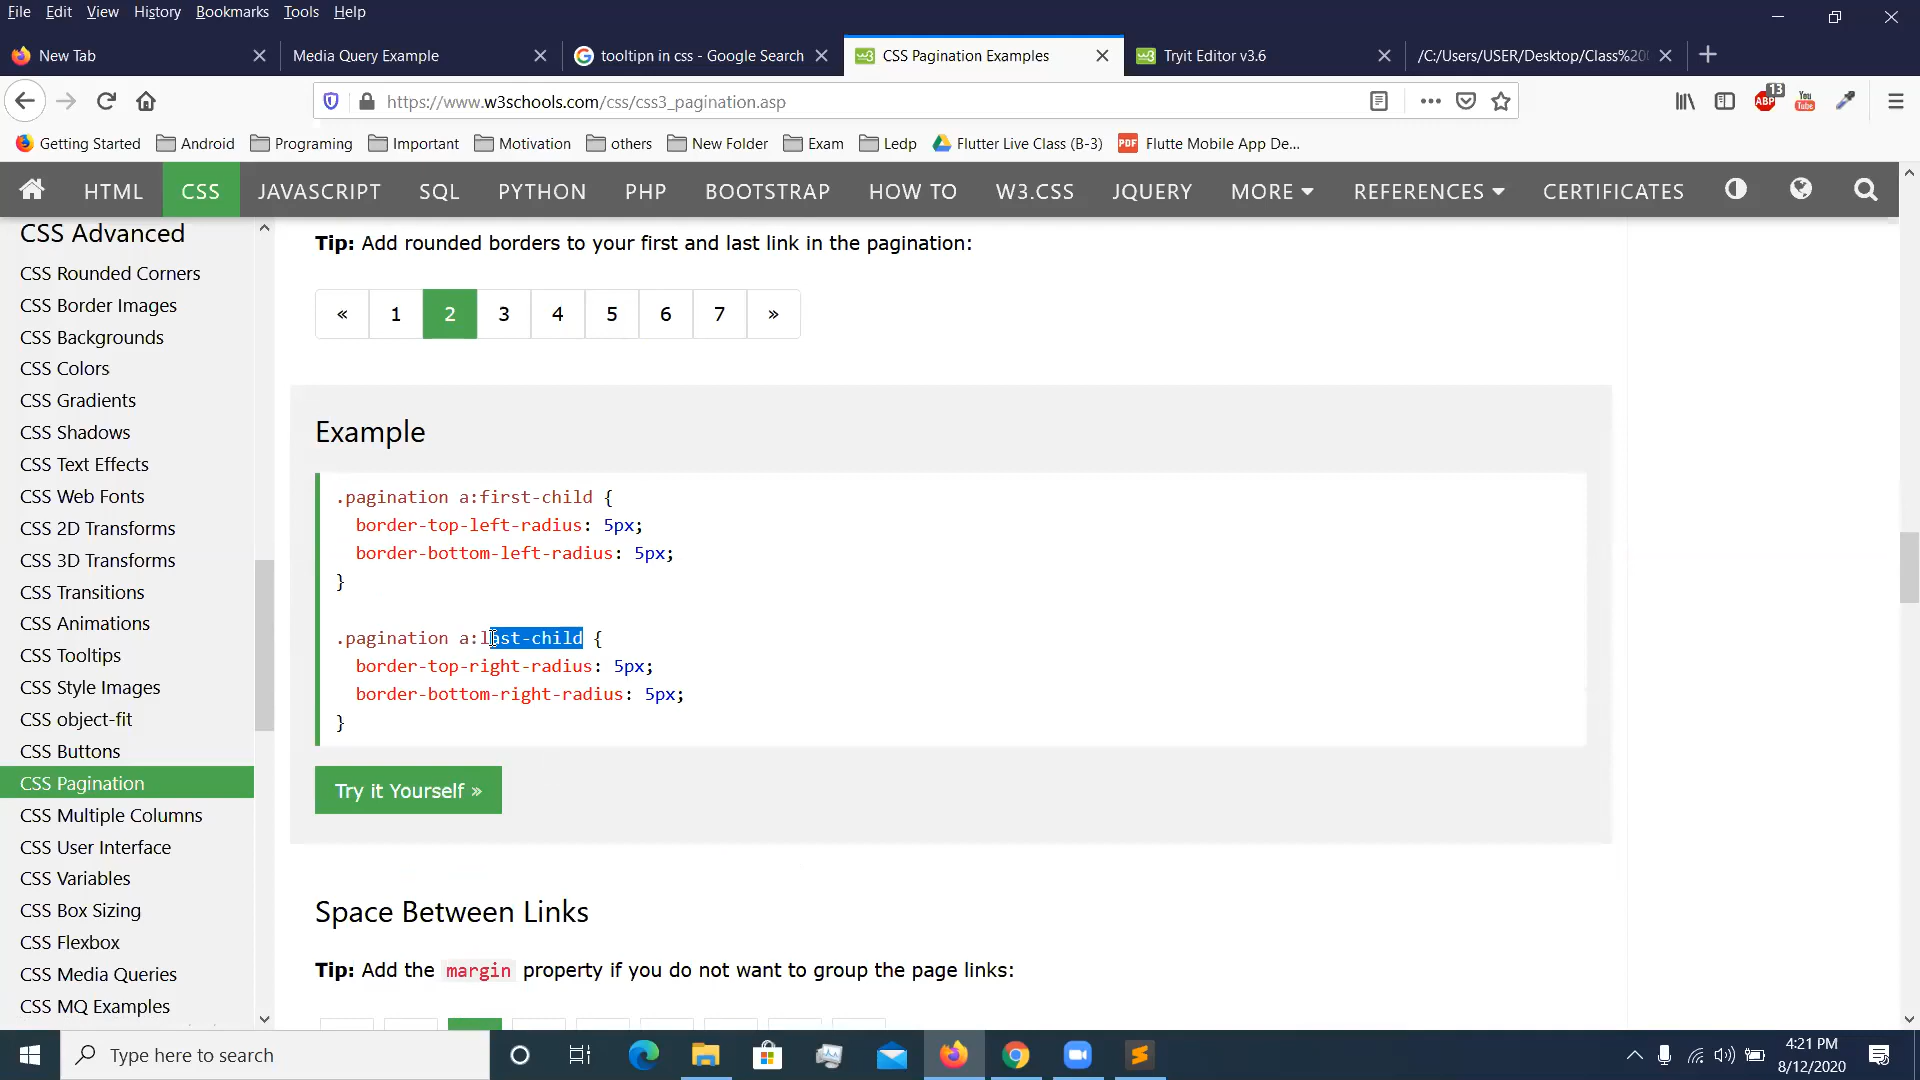 File Edit View History Bookmarks Tools Help
New Tab
Media Query Example
tooltipn in css - Google Search
CSS Pagination Examples
Tryit Editor v3.6
/C:/Users/USER/Desktop/Class%20
https://www.w3schools.com/css/css3_pagination.asp
13
ABP
You Tube
Getting Started Android Programing Important Motivation others New Folder Exam Ledp Flutter Live Class (B-3) PDF Flutte Mobile App De...
HTML CSS JAVASCRIPT SQL PYTHON PHP BOOTSTRAP HOW TO W3.CSS JQUERY MORE REFERENCES CERTIFICATES
CSS Advanced
CSS Rounded Corners
CSS Border Images
CSS Backgrounds
CSS Colors
CSS Gradients
CSS Shadows
CSS Text Effects
CSS Web Fonts
CSS 2D Transforms
CSS 3D Transforms
CSS Transitions
CSS Animations
CSS Tooltips
CSS Style Images
CSS object-fit
CSS Buttons
CSS Pagination
CSS Multiple Columns
CSS User Interface
CSS Variables
CSS Box Sizing
CSS Flexbox
CSS Media Queries
CSS MQ Examples
Tip: Add rounded borders to your first and last link in the pagination:
« 1 2 3 4 5 6 7 »
Example
.pagination a:first-child {
border-top-left-radius: 5px;
border-bottom-left-radius: 5px;
}
.pagination a:last-child {
border-top-right-radius: 5px;
border-bottom-right-radius: 5px;
}
Try it Yourself »
Space Between Links
Tip: Add the margin property if you do not want to group the page links:
Type here to search
4:21 PM
8/12/2020